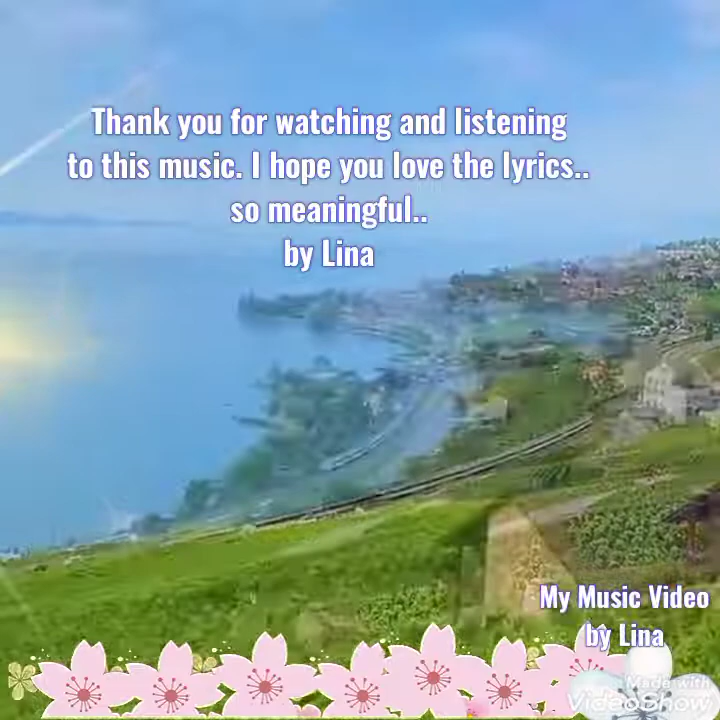 Thank you for watching and listening
to this music. I hope you love the lyrics..
so meaningful..
by Lina
My Music Video
by Lina
Made with
VideoShow